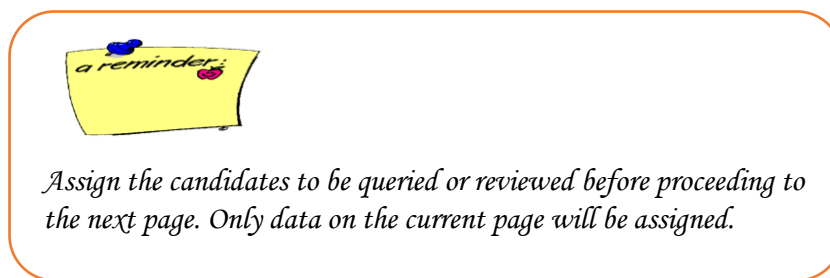 a reminder:
Assign the candidates to be queried or reviewed before proceeding to
the next page. Only data on the current page will be assigned.